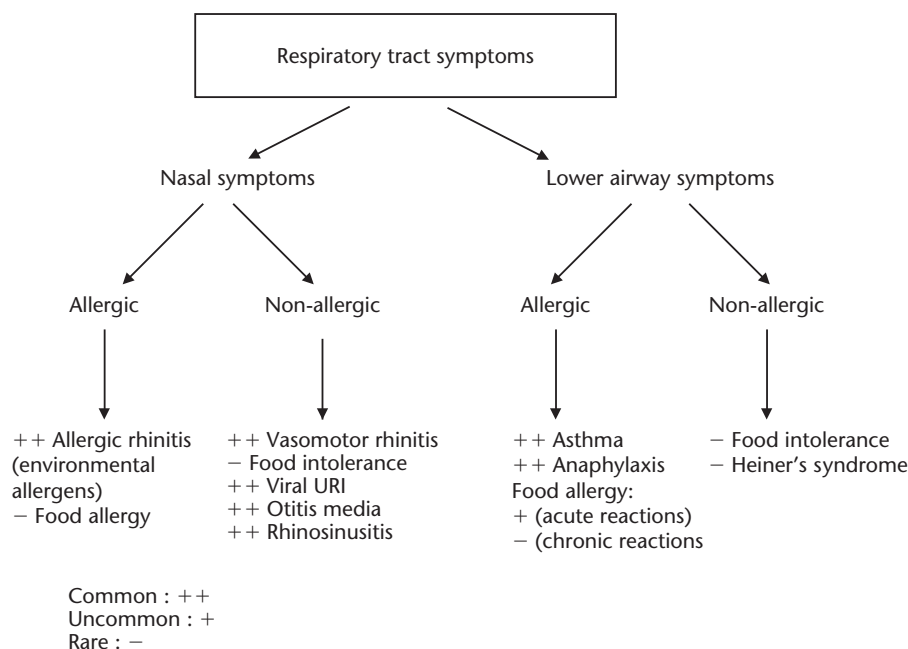 Respiratory tract symptoms
Nasal symptoms
Lower airway symptoms
Allergic
Non-allergic
Allergic
Non-allergic
++ Allergic rhinitis
(environmental
allergens)
− Food allergy
++ Vasomotor rhinitis
− Food intolerance
++ Viral URI
++ Otitis media
++ Rhinosinusitis
++ Asthma
++ Anaphylaxis
Food allergy:
+ (acute reactions)
− (chronic reactions
− Food intolerance
− Heiner's syndrome
Common : ++
Uncommon : +
Rare : −